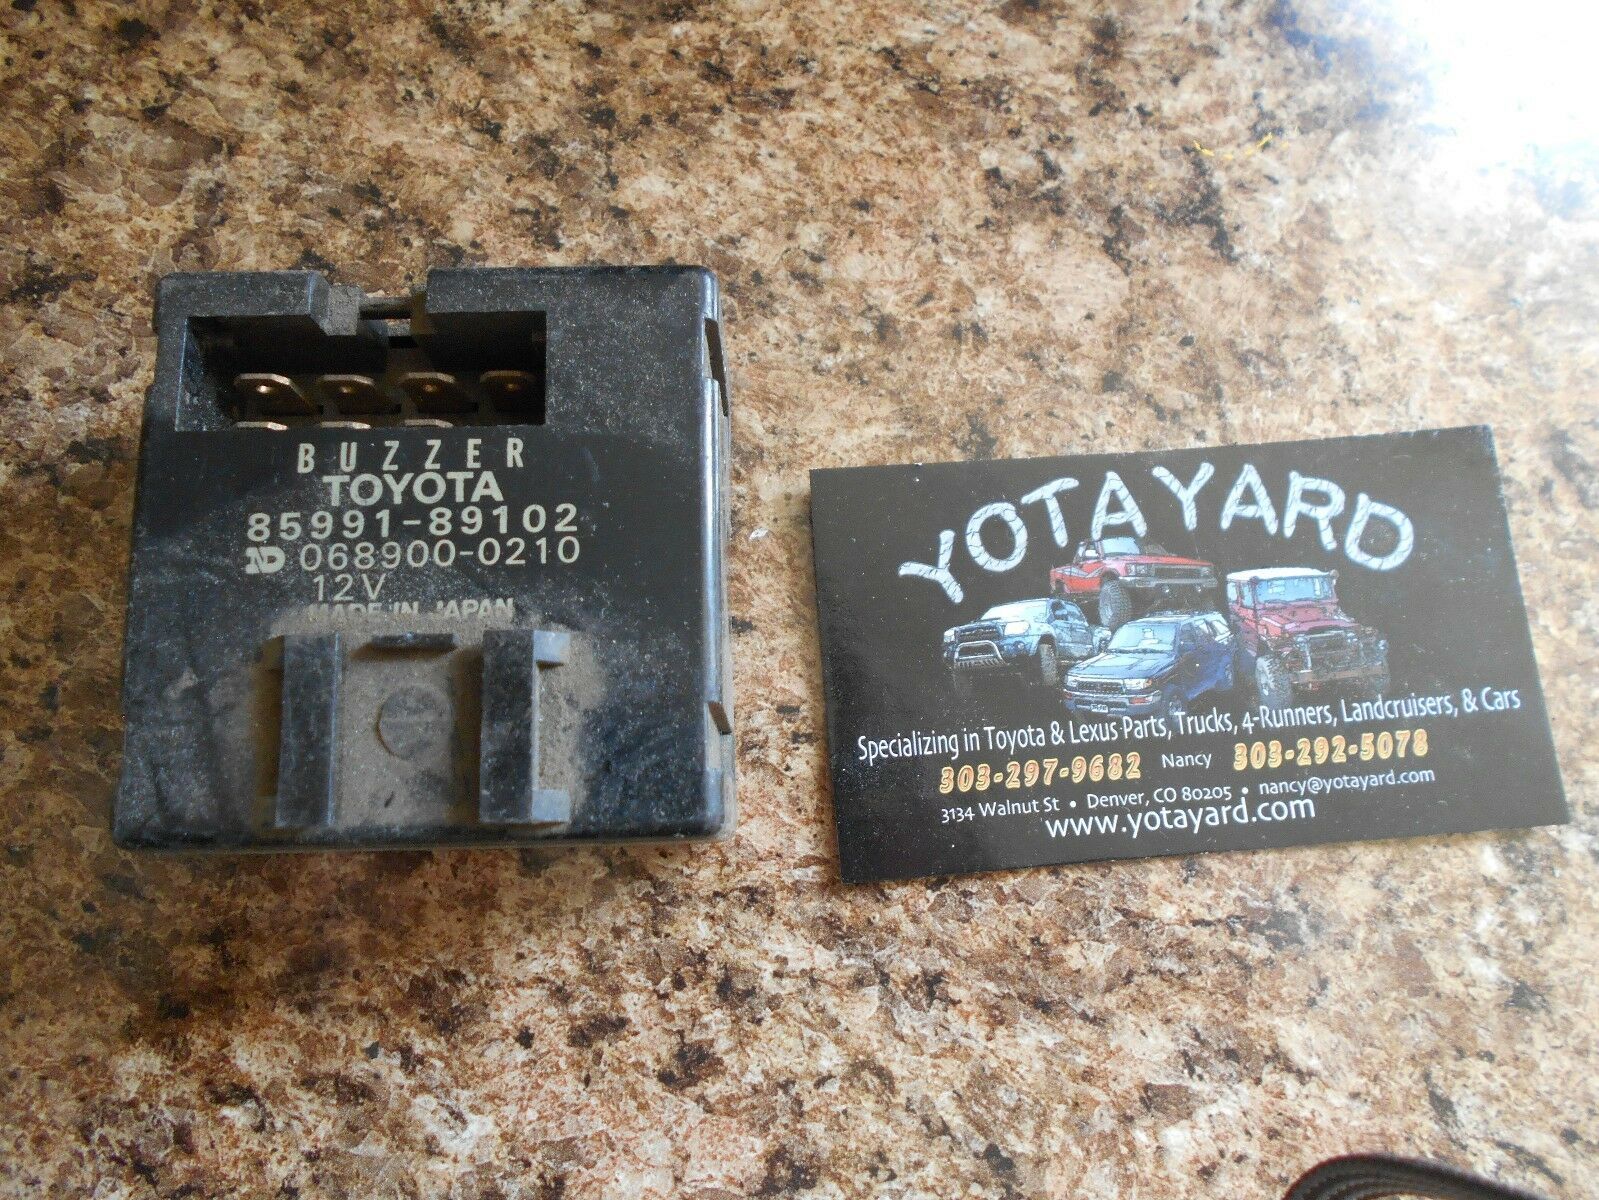 BUZZER
TOYOTA
85991-89102
ND 068900-0210
12V
MADE IN JAPAN
YOTAYARD
Specializing in Toyota & Lexus Parts, Trucks, 4-Runners, Landcruisers, & Cars
303-297-9682 Nancy 303-292-5078
3134 Walnut St • Denver, CO 80205 • nancy@yotayard.com
www.yotayard.com